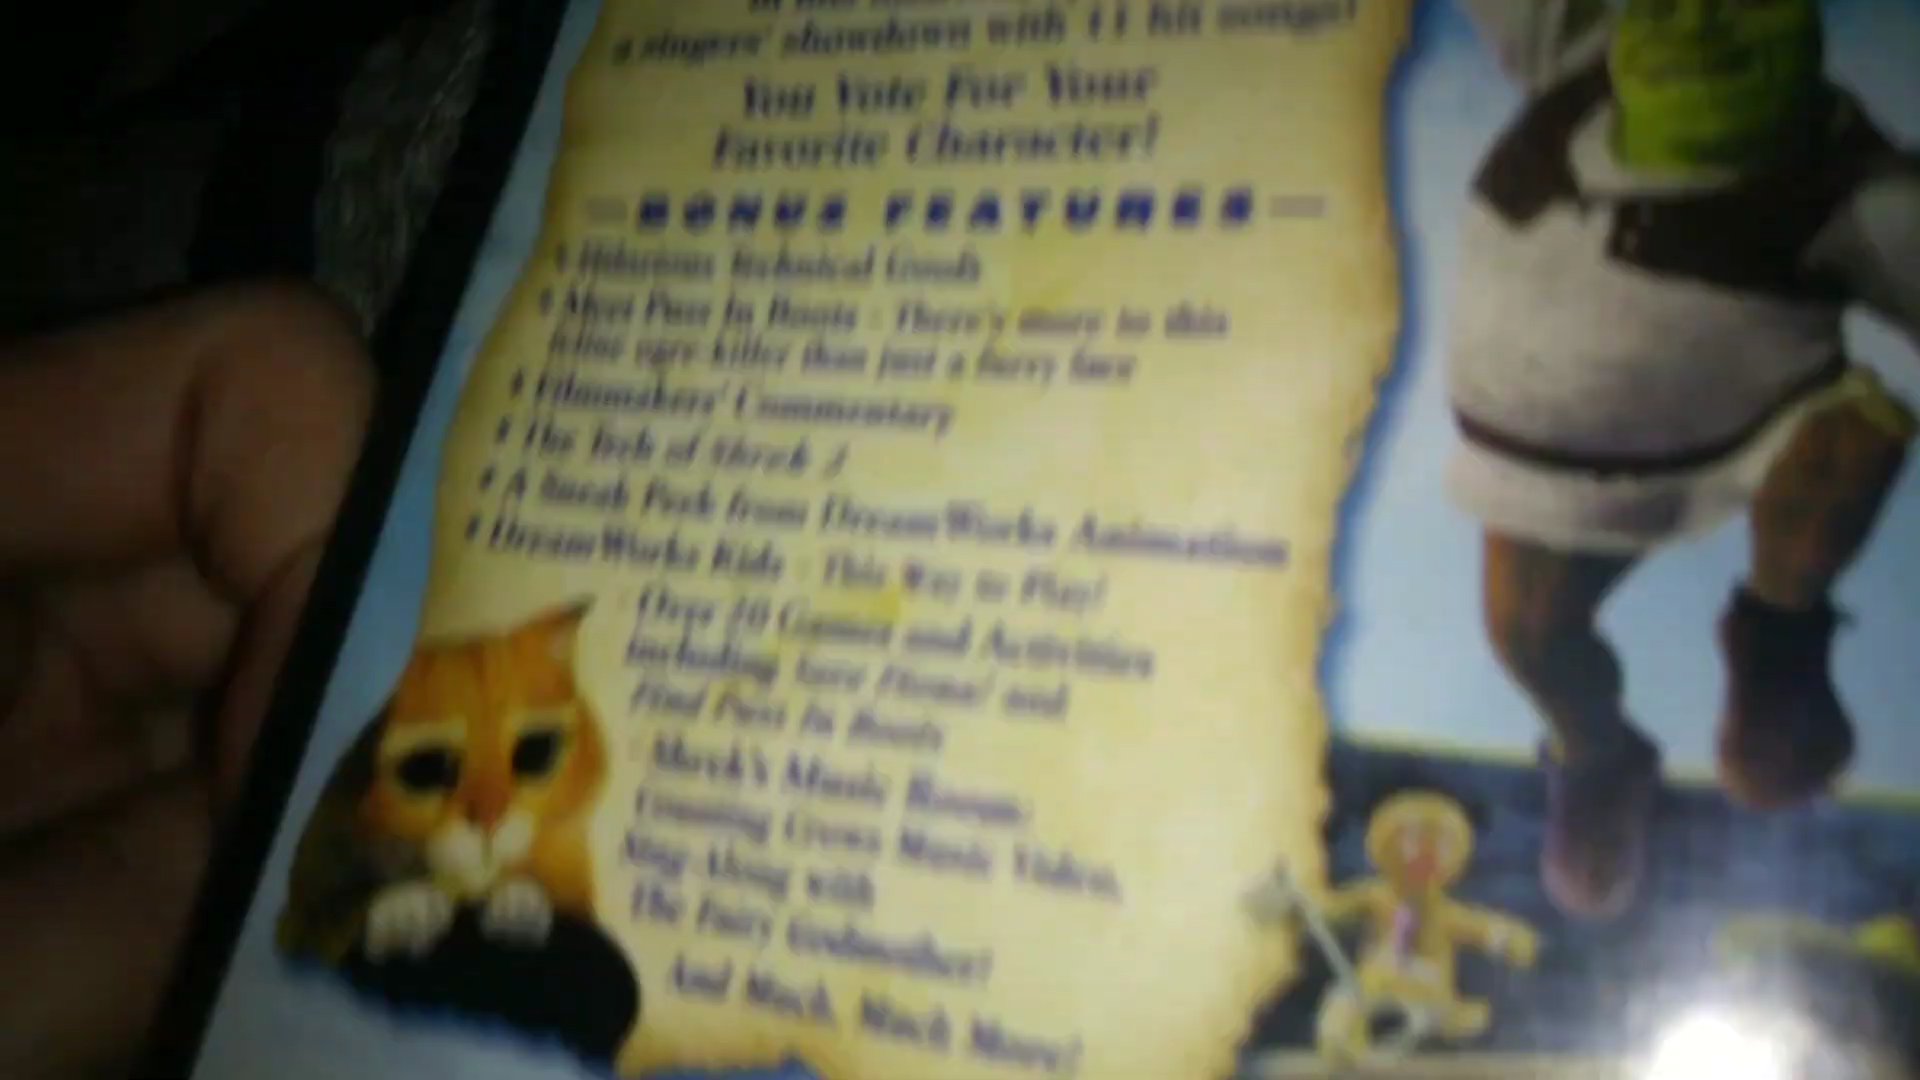 a singers' showdown with 11 hit songs!
You Vote For Your
Favorite Character!
BONUS FEATURES
• Hilarious Technical Goofs
• Meet Puss In Boots - There's more to this
feline ogre-killer than just a furry face
• Filmmakers' Commentary
• The Tech of Shrek 2
• A Sneak Peek from DreamWorks Animation
• DreamWorks Kids - This Way to Play!
- Over 10 Games and Activities
Including Save Fiona! and
Find Puss In Boots
- Shrek's Music Room:
Counting Crows Music Video,
Sing-Along with
The Fairy Godmother!
And Much, Much More!